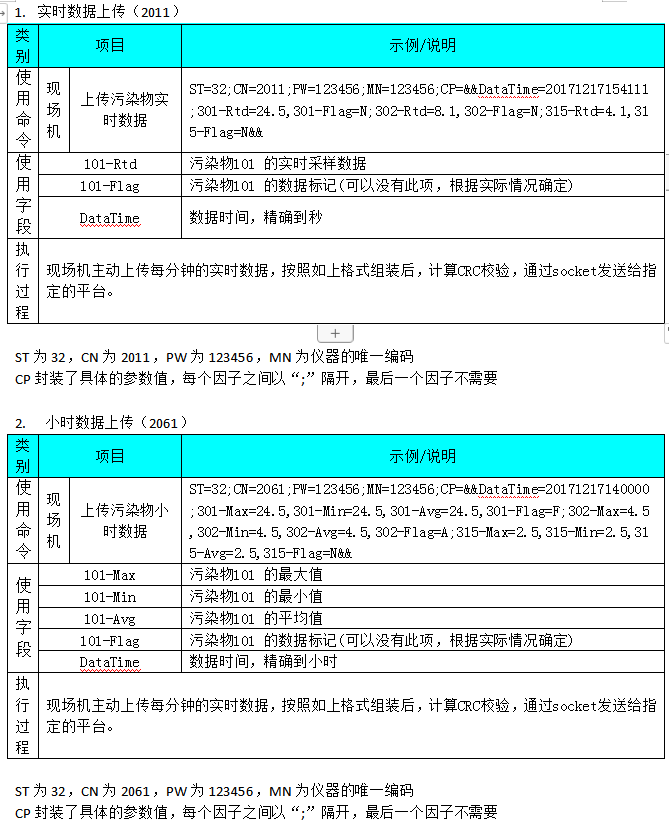 1. 实时数据上传（2011）
类别 项目 示例/说明
使用命令 现场机 上传污染物实时数据 ST=32;CN=2011;PW=123456;MN=123456;CP=&&DataTime=20171217154111
;301-Rtd=24.5,301-Flag=N;302-Rtd=8.1,302-Flag=N;315-Rtd=4.1,31
5-Flag=N&&
使用字段 101-Rtd 污染物101 的实时采样数据
101-Flag 污染物101 的数据标记(可以没有此项，根据实际情况确定)
DataTime 数据时间，精确到秒
执行过程 现场机主动上传每分钟的实时数据，按照如上格式组装后，计算CRC校验，通过socket发送给指
定的平台。
ST 为 32，CN 为 2011，PW 为 123456，MN 为仪器的唯一编码
CP 封装了具体的参数值，每个因子之间以“;”隔开，最后一个因子不需要
2. 小时数据上传（2061）
类别 项目 示例/说明
使用命令 现场机 上传污染物小时数据 ST=32;CN=2061;PW=123456;MN=123456;CP=&&DataTime=20171217140000
;301-Max=24.5,301-Min=24.5,301-Avg=24.5,301-Flag=F;302-Max=4.5
,302-Min=4.5,302-Avg=4.5,302-Flag=A;315-Max=2.5,315-Min=2.5,31
5-Avg=2.5,315-Flag=N&&
使用字段 101-Max 污染物101 的最大值
101-Min 污染物101 的最小值
101-Avg 污染物101 的平均值
101-Flag 污染物101 的数据标记(可以没有此项，根据实际情况确定)
DataTime 数据时间，精确到小时
执行过程 现场机主动上传每分钟的实时数据，按照如上格式组装后，计算CRC校验，通过socket发送给指
定的平台。
ST 为 32，CN 为 2061，PW 为 123456，MN 为仪器的唯一编码
CP 封装了具体的参数值，每个因子之间以“;”隔开，最后一个因子不需要